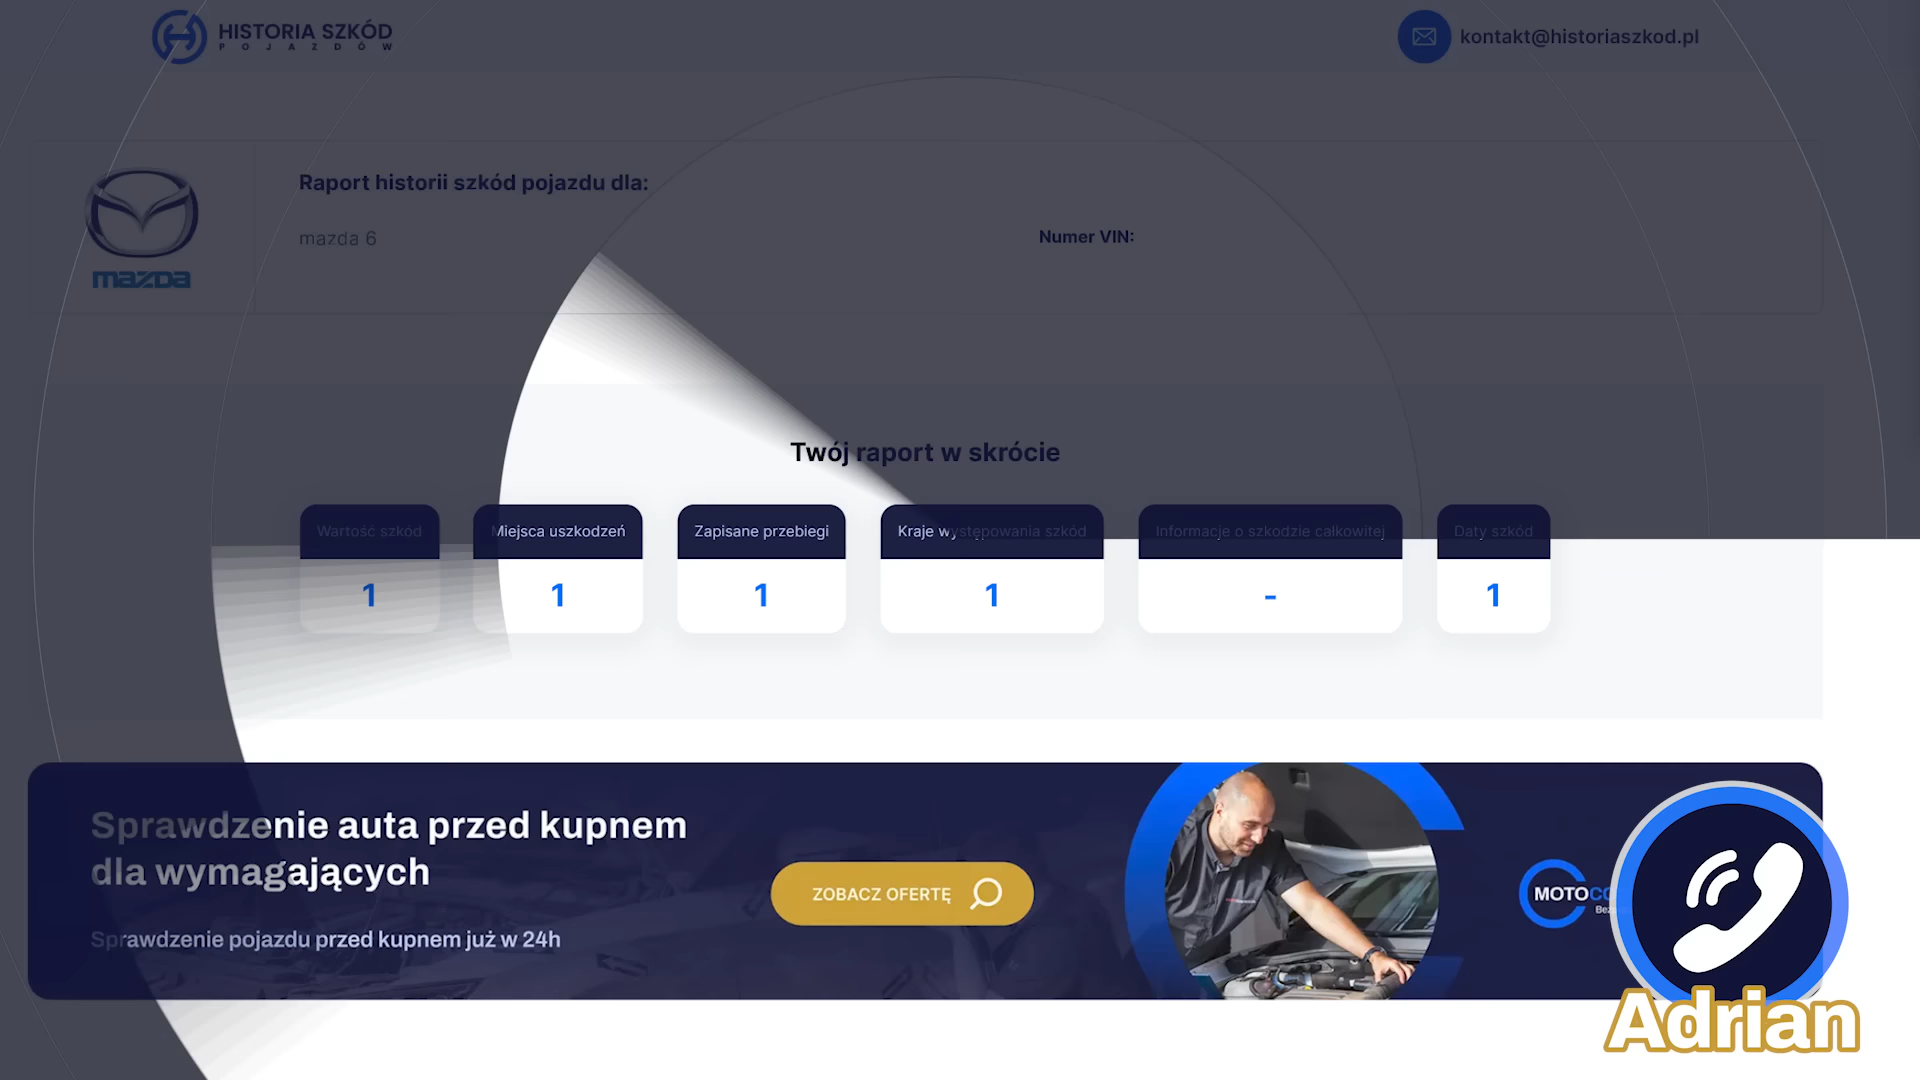 HISTORIA SZKÓD
POJAZDÓW
kontakt@historiaszkod.pl
Raport historii szkód pojazdu dla:
mazda 6
Numer VIN:
mazda
Twój raport w skrócie
Wartość szkód
Miejsca uszkodzeń
Zapisane przebiegi
Kraje występowania szkód
Informacje o szkodzie całkowitej
Daty szkód
1
1
1
1
-
1
Sprawdzenie auta przed kupnem
dla wymagających
ZOBACZ OFERTĘ
Sprawdzenie pojazdu przed kupnem już w 24h
Adrian